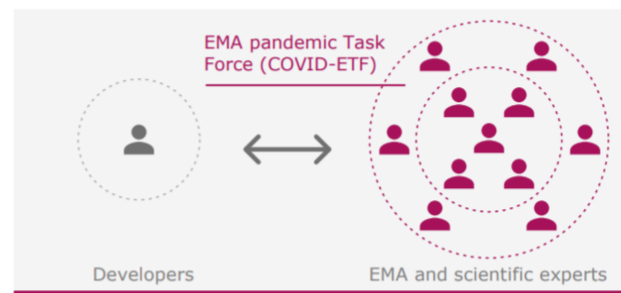 EMA pandemic Task
Force (COVID-ETF)
Developers
EMA and scientific experts